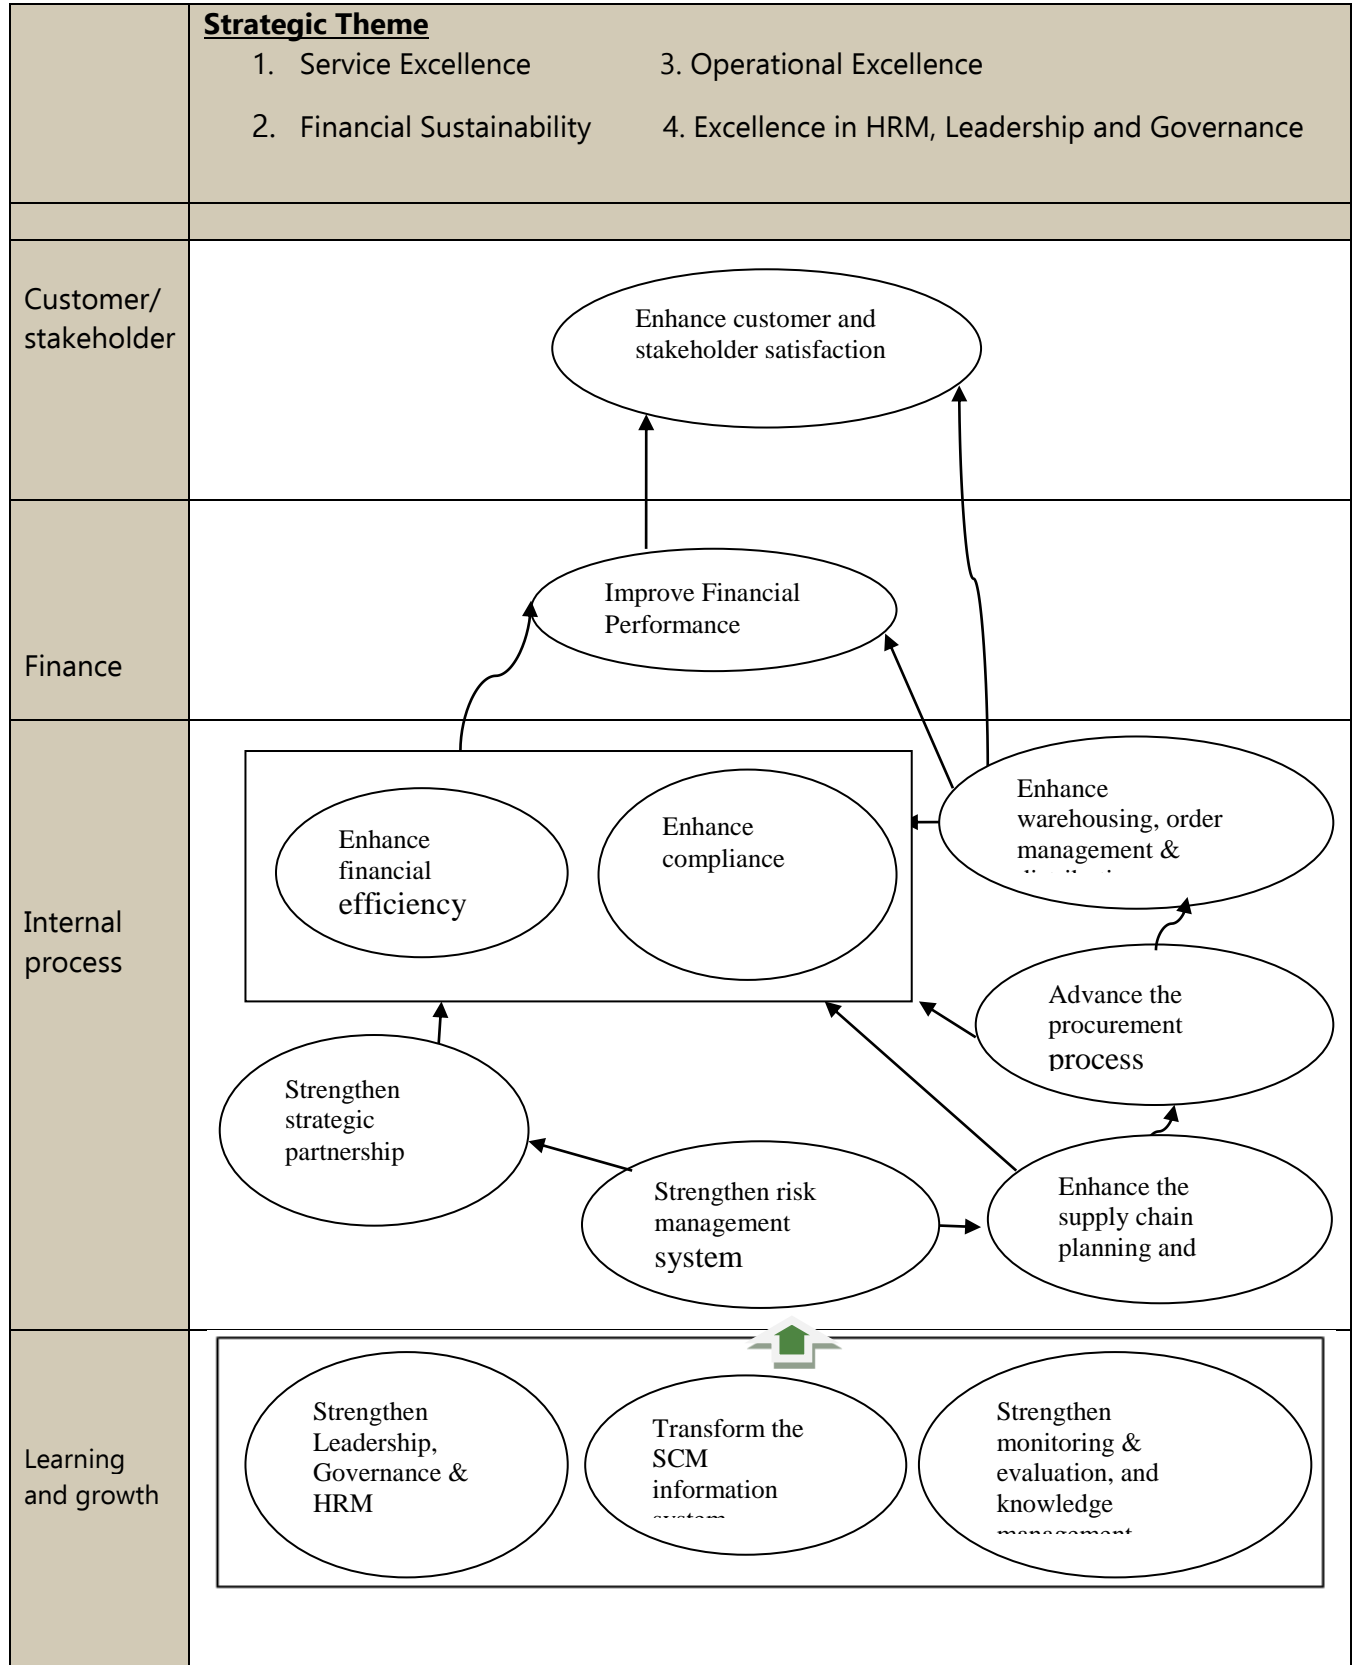 Strategic Theme
1. Service Excellence 3. Operational Excellence
2. Financial Sustainability 4. Excellence in HRM, Leadership and Governance
Customer/
stakeholder
Enhance customer and
stakeholder satisfaction
Finance
Improve Financial
Performance
Internal
process
Enhance
financial
efficiency
Enhance
compliance
Enhance
warehousing, order
management &
Advance the
procurement
process
Strengthen
strategic
partnership
Strengthen risk
management
system
Enhance the
supply chain
planning and
Learning
and growth
Strengthen
Leadership,
Governance &
HRM
Transform the
SCM
information
system
Strengthen
monitoring &
evaluation, and
knowledge
management